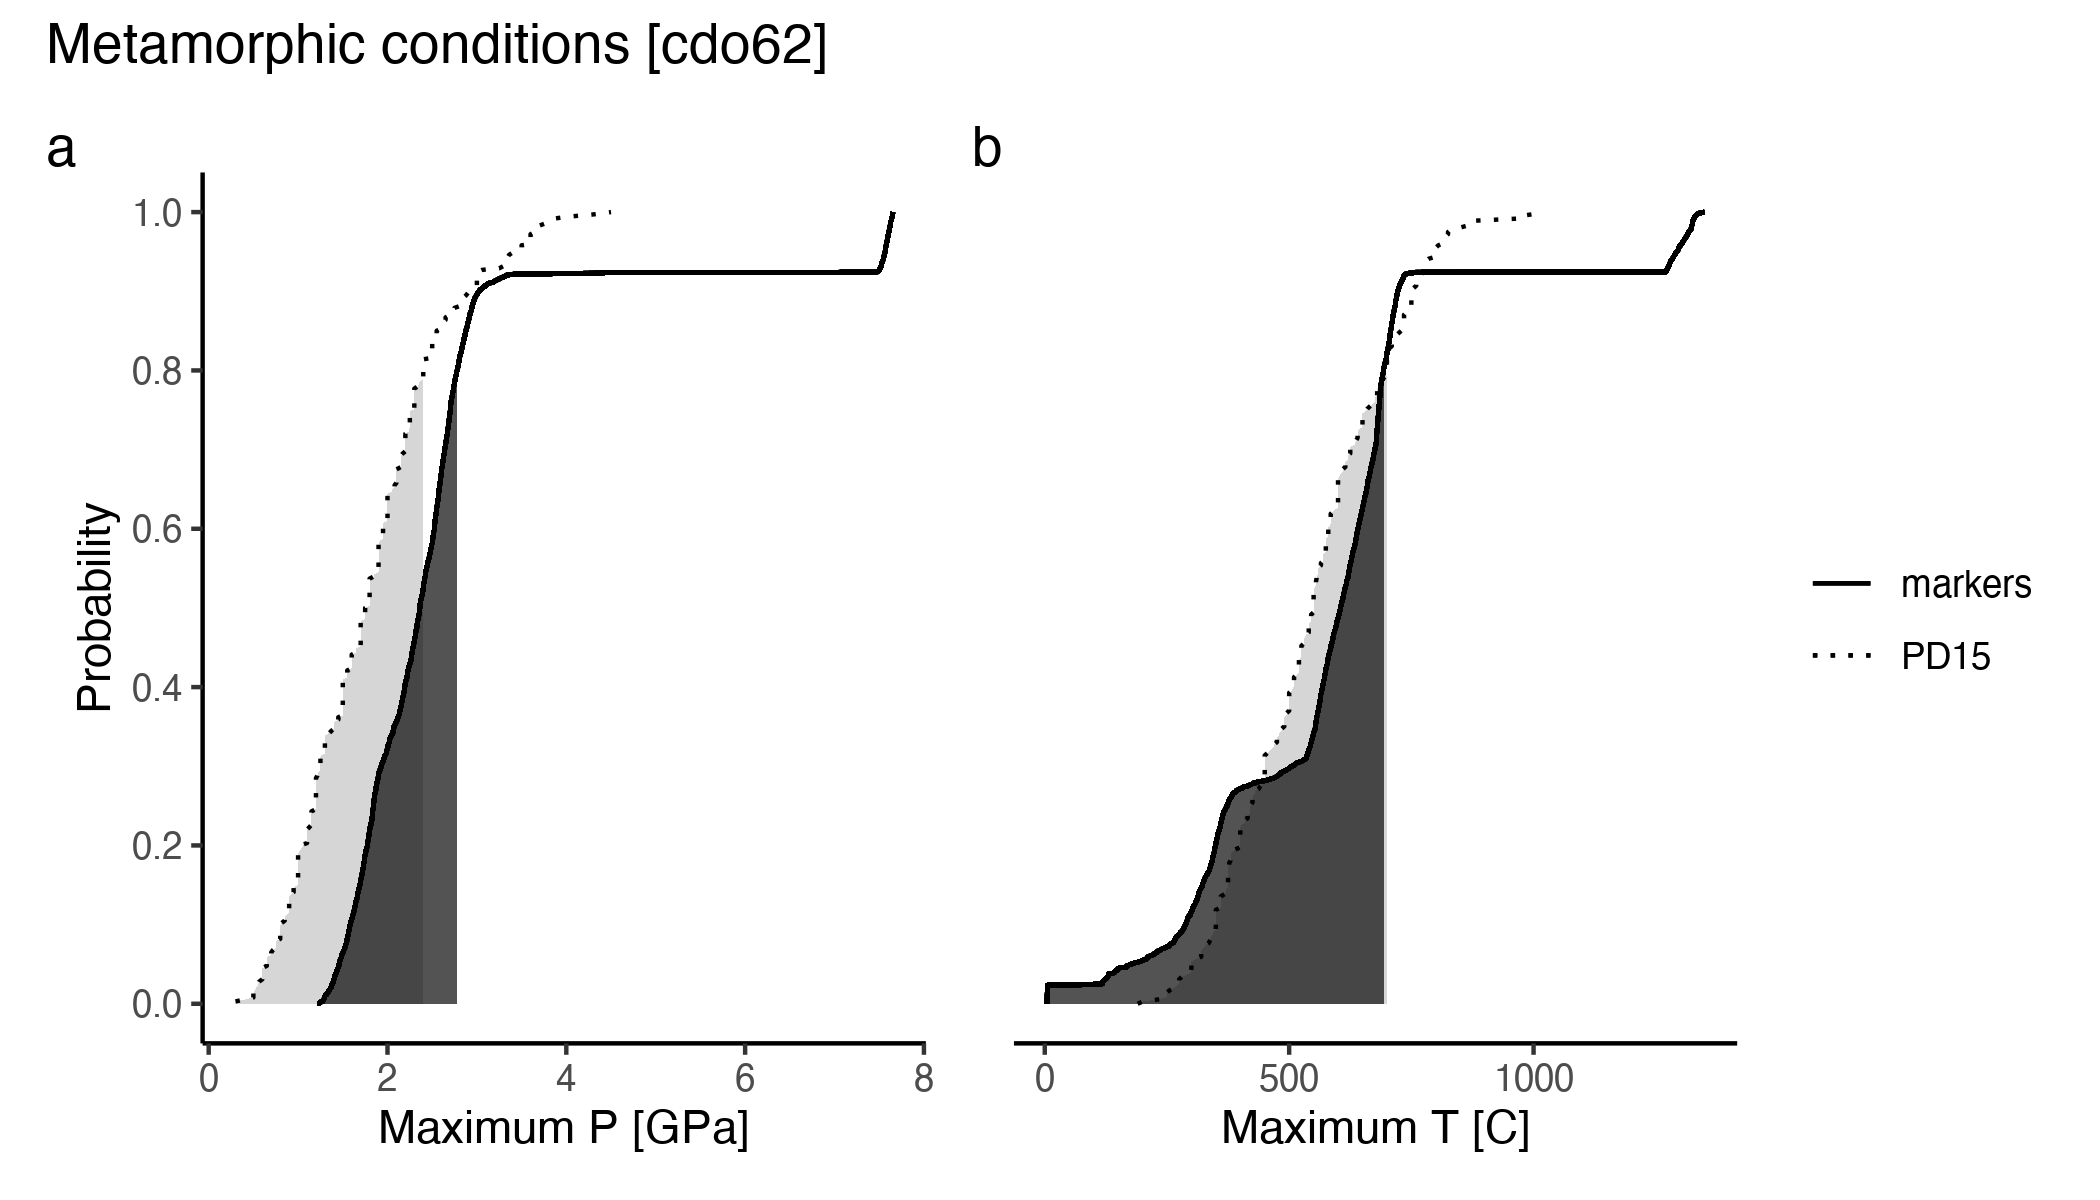 Metamorphic conditions [cdo62]
a
b
Probability
1.0
0.8
0.6
0.4
0.2
0.0
0 2 4 6 8
Maximum P [GPa]
0 500 1000
Maximum T [C]
markers
PD15